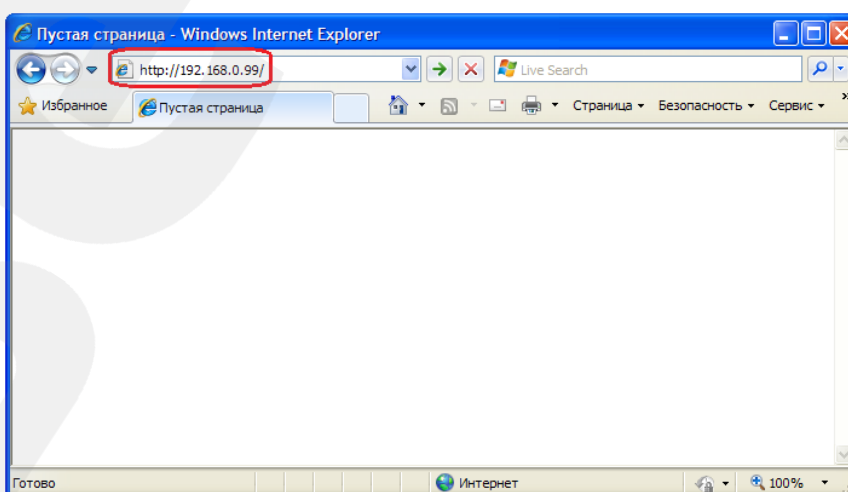 Пустая страница - Windows Internet Explorer
http://192.168.0.99/
Live Search
Избранное
Пустая страница
Страница
Безопасность
Сервис
»
Готово
Интернет
100%